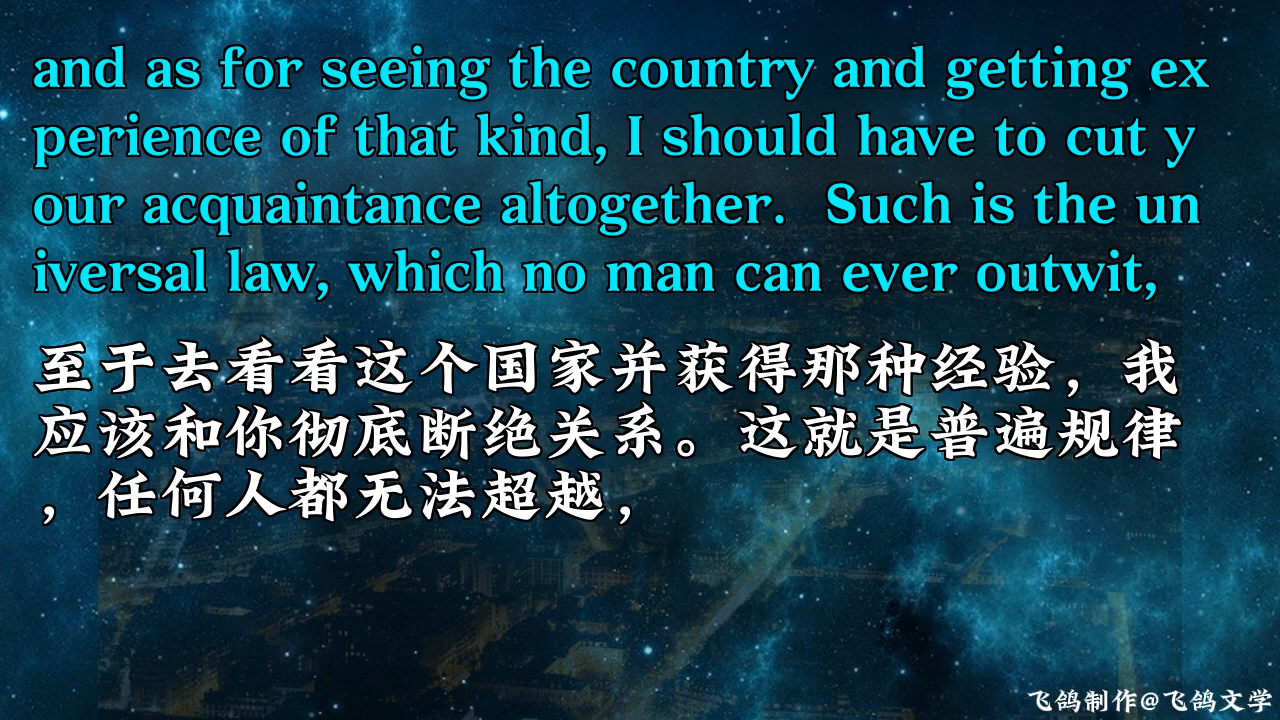 and as for seeing the country and getting ex
perience of that kind, I should have to cut y
our acquaintance altogether.  Such is the un
iversal law, which no man can ever outwit,
至于去看看这个国家并获得那种经验，我
应该和你彻底断绝关系。这就是普遍规律
，任何人都无法超越，
飞鸽制作@飞鸽文学